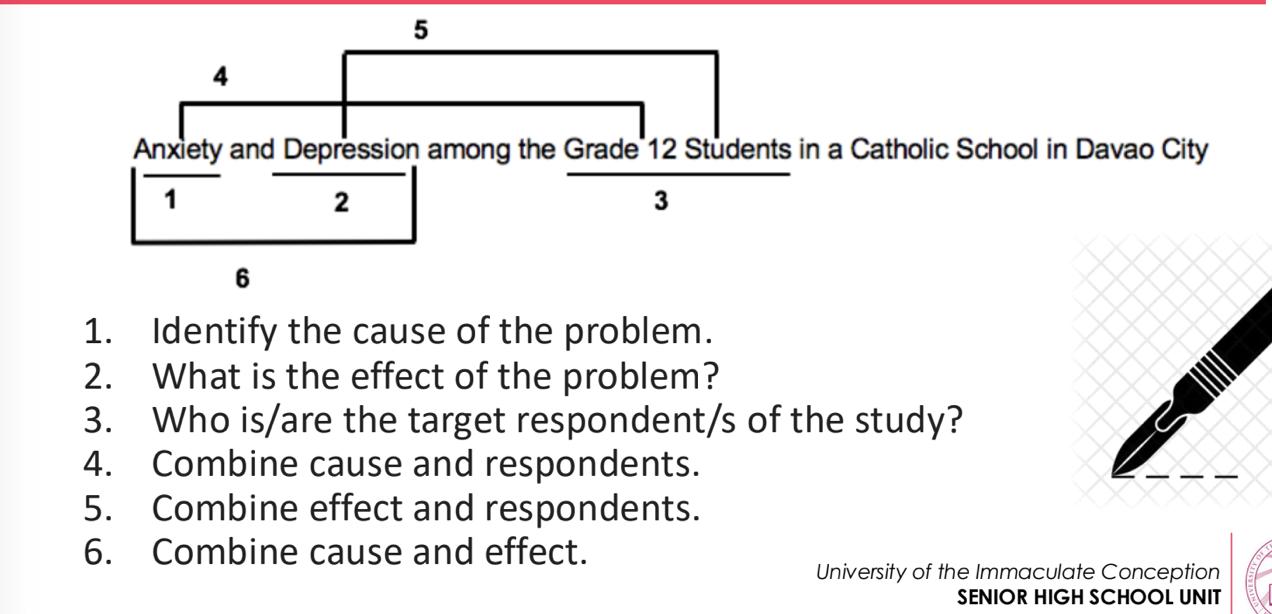 5
4
Anxiety and Depression among the Grade 12 Students in a Catholic School in Davao City
1 2 3
6
1. Identify the cause of the problem.
2. What is the effect of the problem?
3. Who is/are the target respondent/s of the study?
4. Combine cause and respondents.
5. Combine effect and respondents.
6. Combine cause and effect.
University of the Immaculate Conception
SENIOR HIGH SCHOOL UNIT